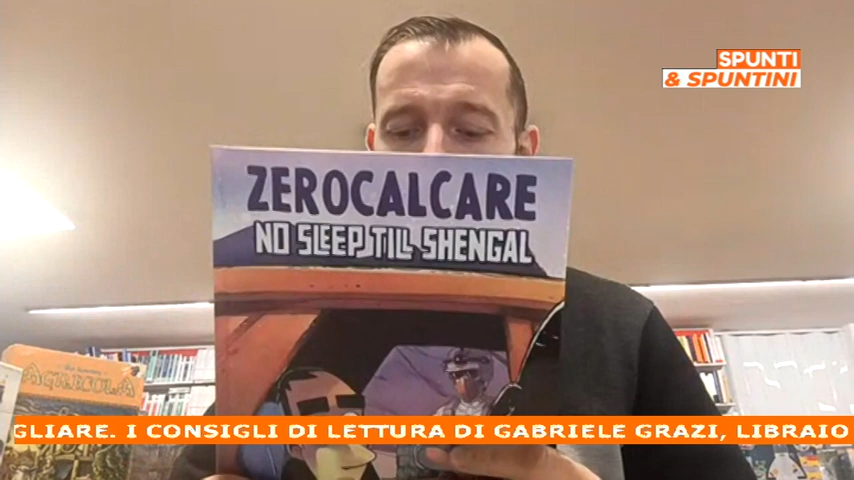 SPUNTI
& SPUNTINI
ZEROCALCARE
NO SLEEP TILL SHENGAL
AGRICOLA
GLIARE. I CONSIGLI DI LETTURA DI GABRIELE GRAZI, LIBRAIO